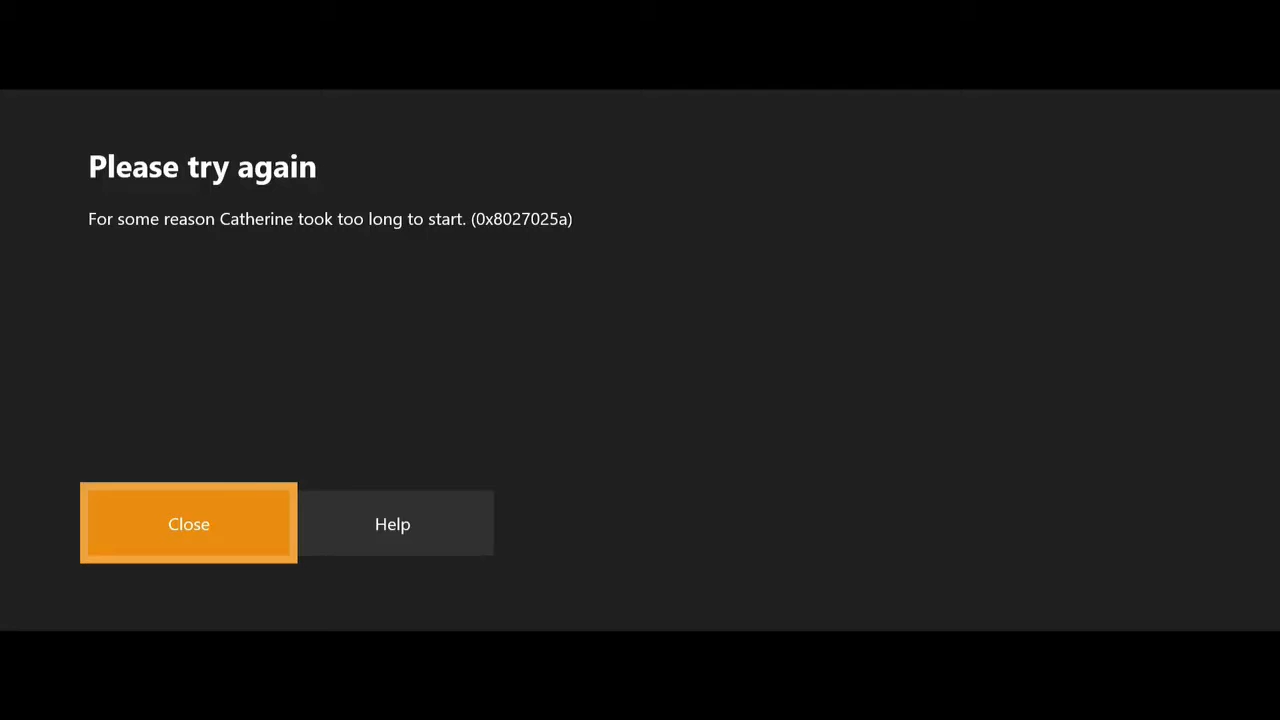 Please try again
For some reason Catherine took too long to start. (0x8027025a)
Close
Help